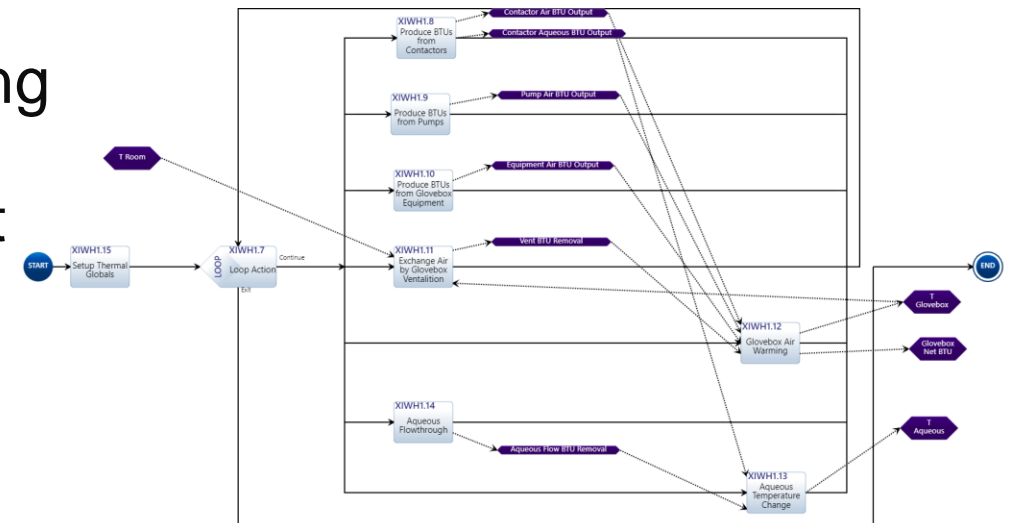 ng
t
Contactor Air BTU Output
XIWH1.8
Produce BTUs
from
Contactors
Contactor Aqueous BTU Output
XIWH1.9
Produce BTUs
from Pumps
Pump Air BTU Output
T Room
XIWH1.10
Produce BTUs
from Glovebox
Equipment
Equipment Air BTU Output
START
XIWH1.15
Setup Thermal
Globals
LOOP
XIWH1.7
Loop Action
Continue
Exit
XIWH1.11
Exchange Air
by Glovebox
Ventalition
Vent BTU Removal
END
T
Glovebox
XIWH1.12
Glovebox Air
Warming
Glovebox
Net BTU
XIWH1.14
Aqueous
Flowthrough
Aqueous Flow BTU Removal
T
Aqueous
XIWH1.13
Aqueous
Temperature
Change